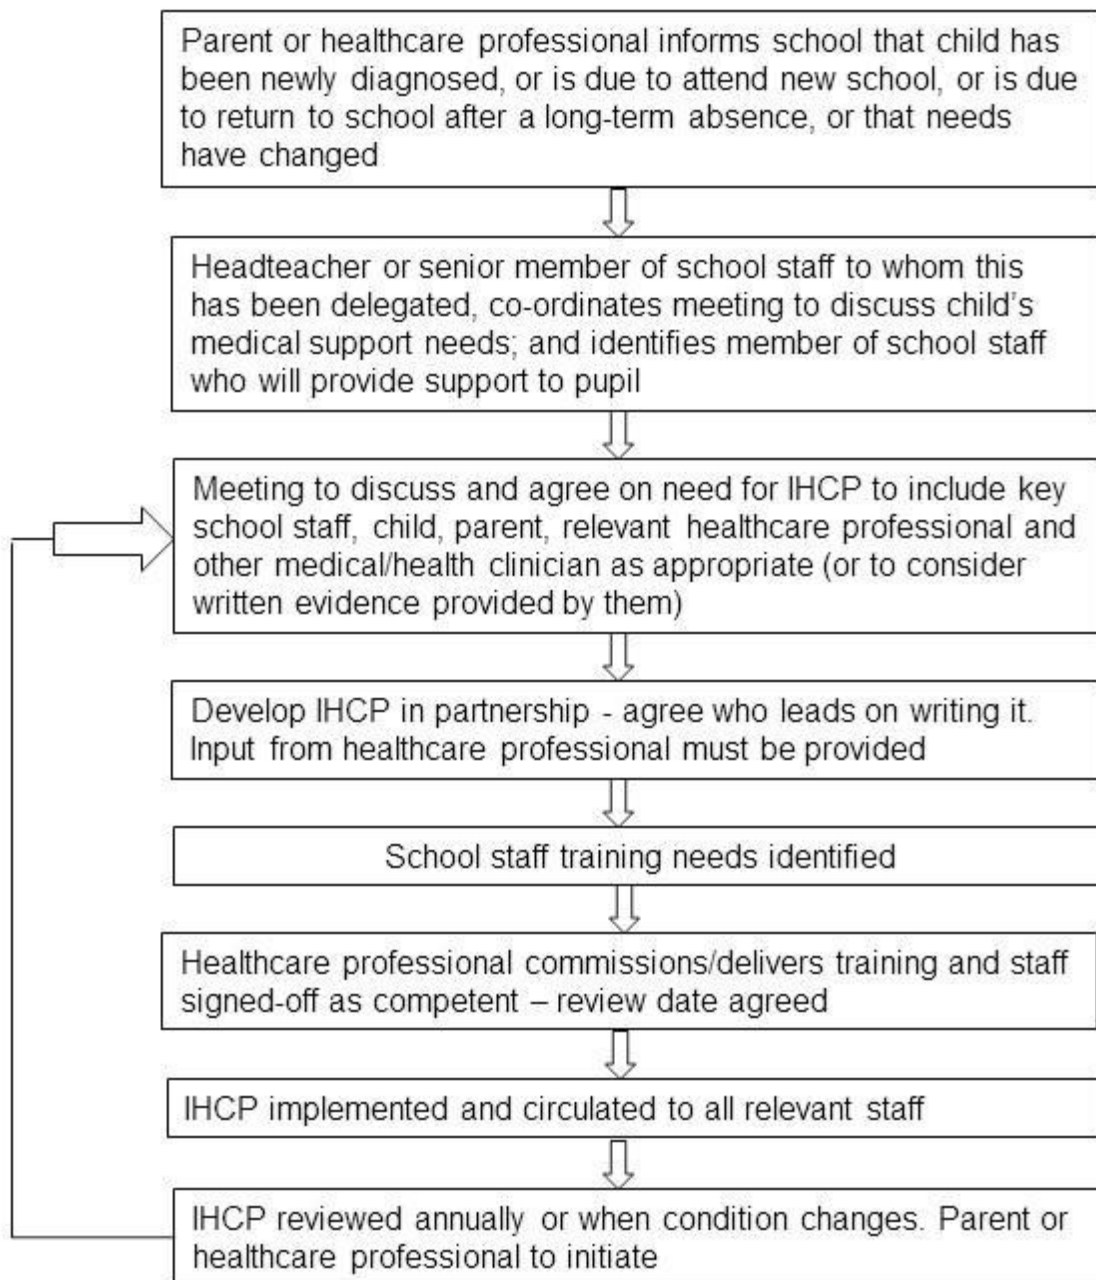 Parent or healthcare professional informs school that child has
been newly diagnosed, or is due to attend new school, or is due
to return to school after a long-term absence, or that needs
have changed
Headteacher or senior member of school staff to whom this
has been delegated, co-ordinates meeting to discuss child's
medical support needs; and identifies member of school staff
who will provide support to pupil
Meeting to discuss and agree on need for IHCP to include key
school staff, child, parent, relevant healthcare professional and
other medical/health clinician as appropriate (or to consider
written evidence provided by them)
Develop IHCP in partnership - agree who leads on writing it.
Input from healthcare professional must be provided
School staff training needs identified
Healthcare professional commissions/delivers training and staff
signed-off as competent – review date agreed
IHCP implemented and circulated to all relevant staff
IHCP reviewed annually or when condition changes. Parent or
healthcare professional to initiate